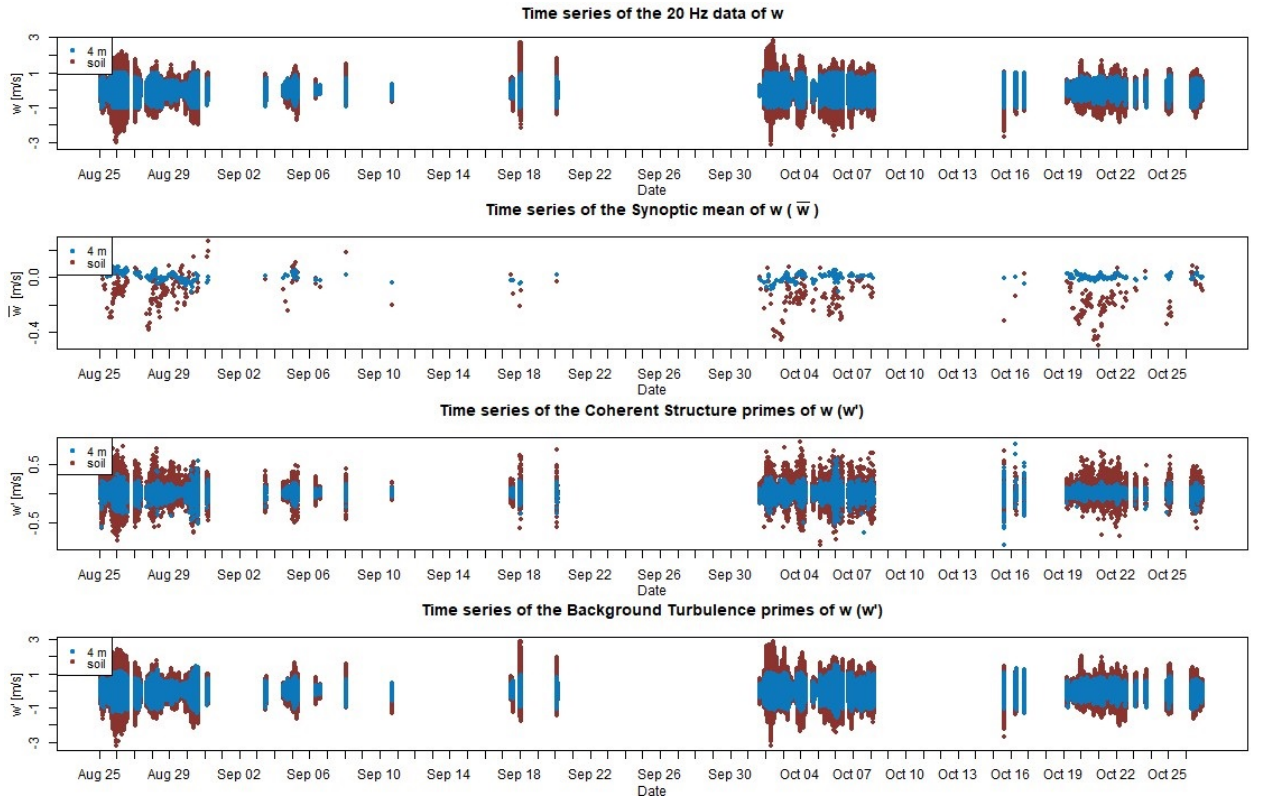 Time series of the 20 Hz data of w
4 m
soil
w [m/s]
3
1
-1
-3
Aug 25 Aug 29 Sep 02 Sep 06 Sep 10 Sep 14 Sep 18 Sep 22 Sep 26 Sep 30 Oct 04 Oct 07 Oct 10 Oct 13 Oct 16 Oct 19 Oct 22 Oct 25
Date
Time series of the Synoptic mean of w ( w̅ )
4 m
soil
w̅ [m/s]
0.0
-0.4
Aug 25 Aug 29 Sep 02 Sep 06 Sep 10 Sep 14 Sep 18 Sep 22 Sep 26 Sep 30 Oct 04 Oct 07 Oct 10 Oct 13 Oct 16 Oct 19 Oct 22 Oct 25
Date
Time series of the Coherent Structure primes of w (w')
4 m
soil
w' [m/s]
0.5
-0.5
Aug 25 Aug 29 Sep 02 Sep 06 Sep 10 Sep 14 Sep 18 Sep 22 Sep 26 Sep 30 Oct 04 Oct 07 Oct 10 Oct 13 Oct 16 Oct 19 Oct 22 Oct 25
Date
Time series of the Background Turbulence primes of w (w')
4 m
soil
w' [m/s]
3
1
-1
-3
Aug 25 Aug 29 Sep 02 Sep 06 Sep 10 Sep 14 Sep 18 Sep 22 Sep 26 Sep 30 Oct 04 Oct 07 Oct 10 Oct 13 Oct 16 Oct 19 Oct 22 Oct 25
Date